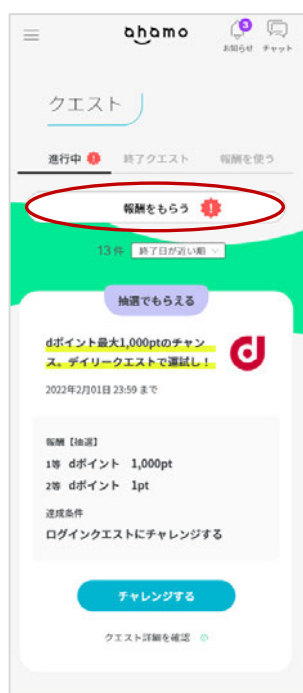 ahamo
3
お知らせ チャット
クエスト
進行中 ! 終了クエスト 報酬を使う
報酬をもらう !
13件 終了日が近い順
抽選でもらえる
dポイント最大1,000ptのチャン
ス。デイリークエストで運試し！
d
2022年2月01日 23:59 まで
報酬【抽選】
1等 dポイント 1,000pt
2等 dポイント 1pt
達成条件
ログインクエストにチャレンジする
チャレンジする
クエスト詳細を確認